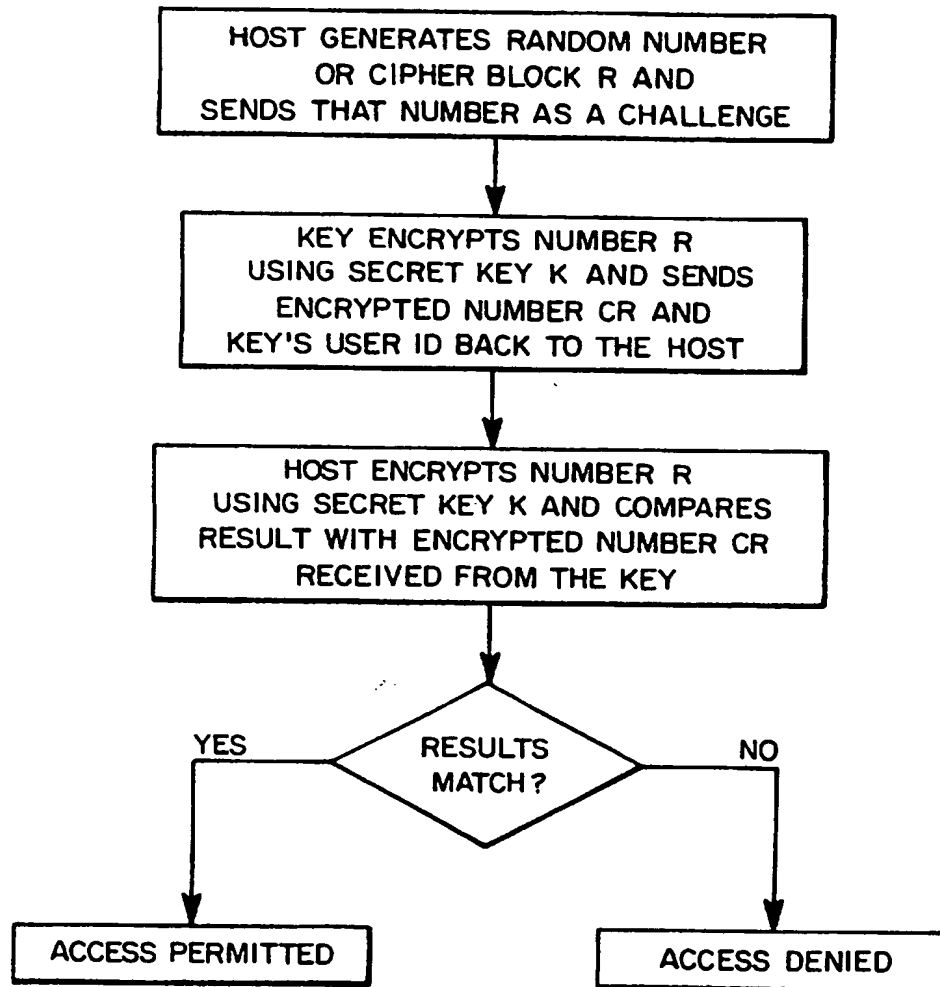 HOST GENERATES RANDOM NUMBER
OR CIPHER BLOCK R AND
SENDS THAT NUMBER AS A CHALLENGE
KEY ENCRYPTS NUMBER R
USING SECRET KEY K AND SENDS
ENCRYPTED NUMBER CR AND
KEY'S USER ID BACK TO THE HOST
HOST ENCRYPTS NUMBER R
USING SECRET KEY K AND COMPARES
RESULT WITH ENCRYPTED NUMBER CR
RECEIVED FROM THE KEY
RESULTS
MATCH?
YES
NO
ACCESS PERMITTED
ACCESS DENIED